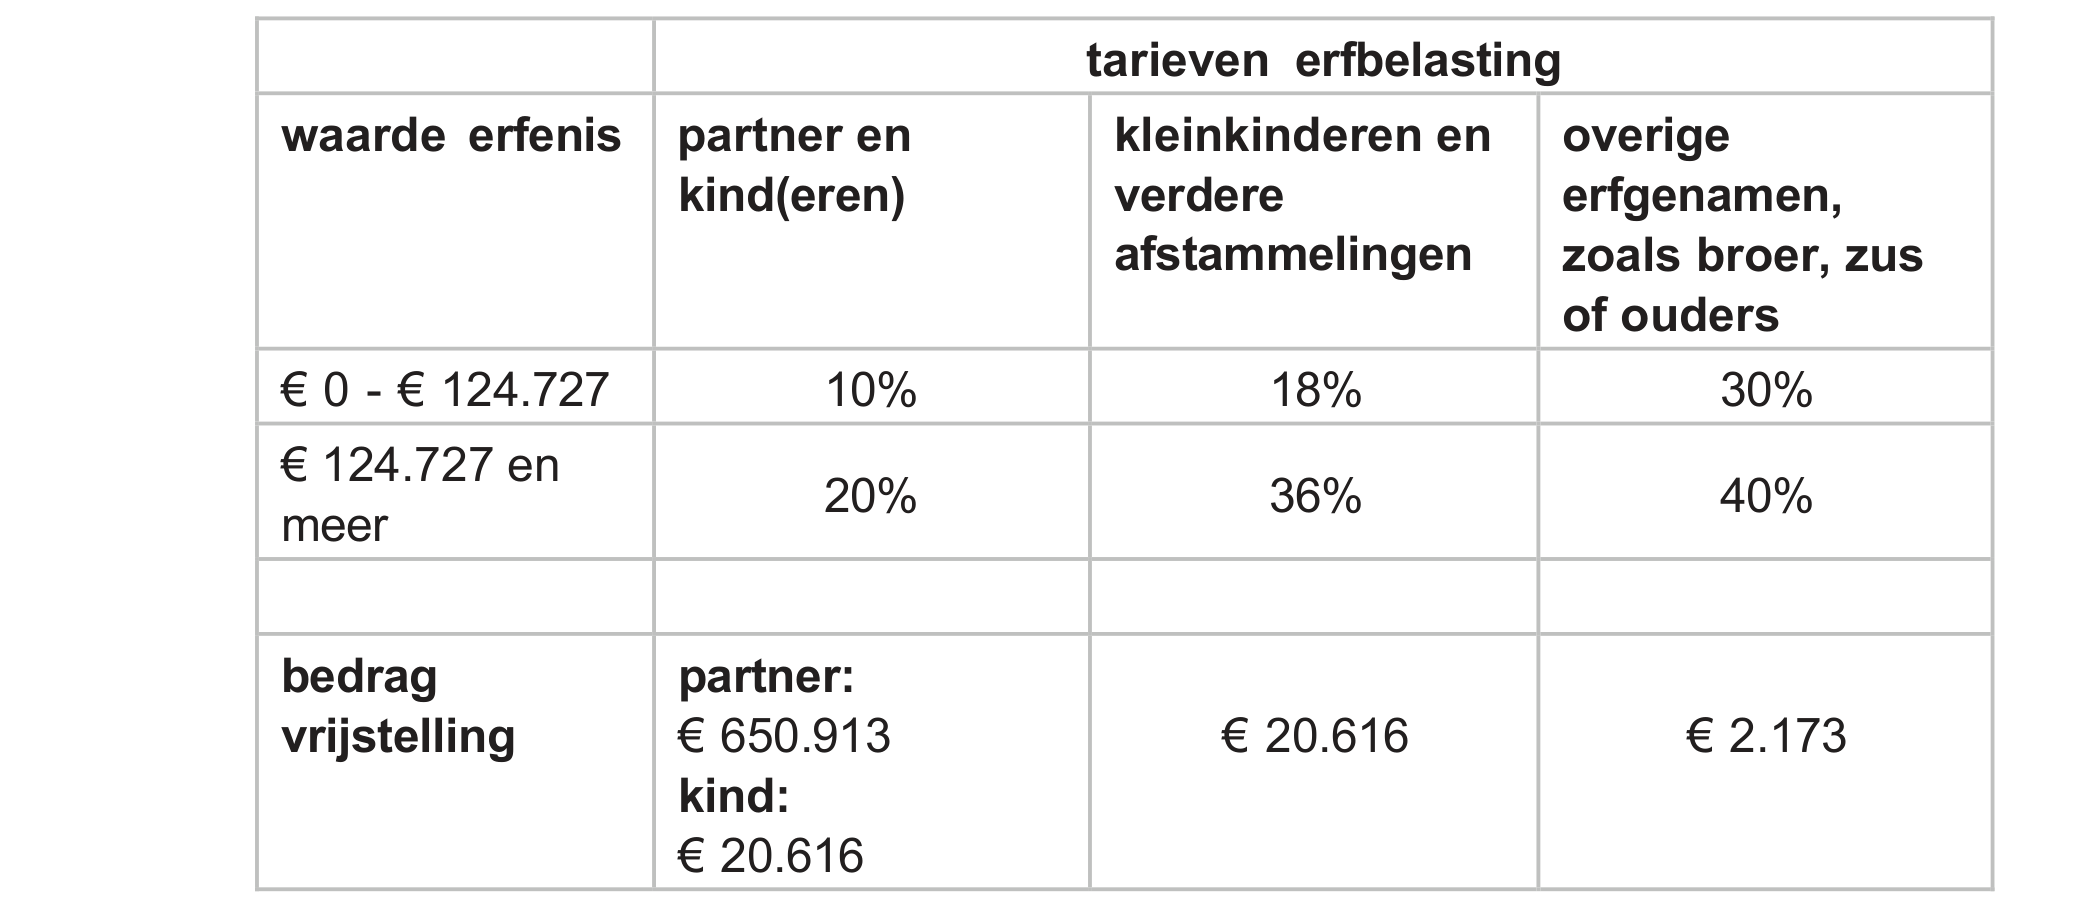 tarieven erfbelasting
waarde erfenis
partner en
kind(eren)
kleinkinderen en
verdere
afstammelingen
overige
erfgenamen,
zoals broer, zus
of ouders
€ 0 - € 124.727
10%
18%
30%
€ 124.727 en
meer
20%
36%
40%
bedrag
vrijstelling
partner:
€ 650.913
kind:
€ 20.616
€ 20.616
€ 2.173